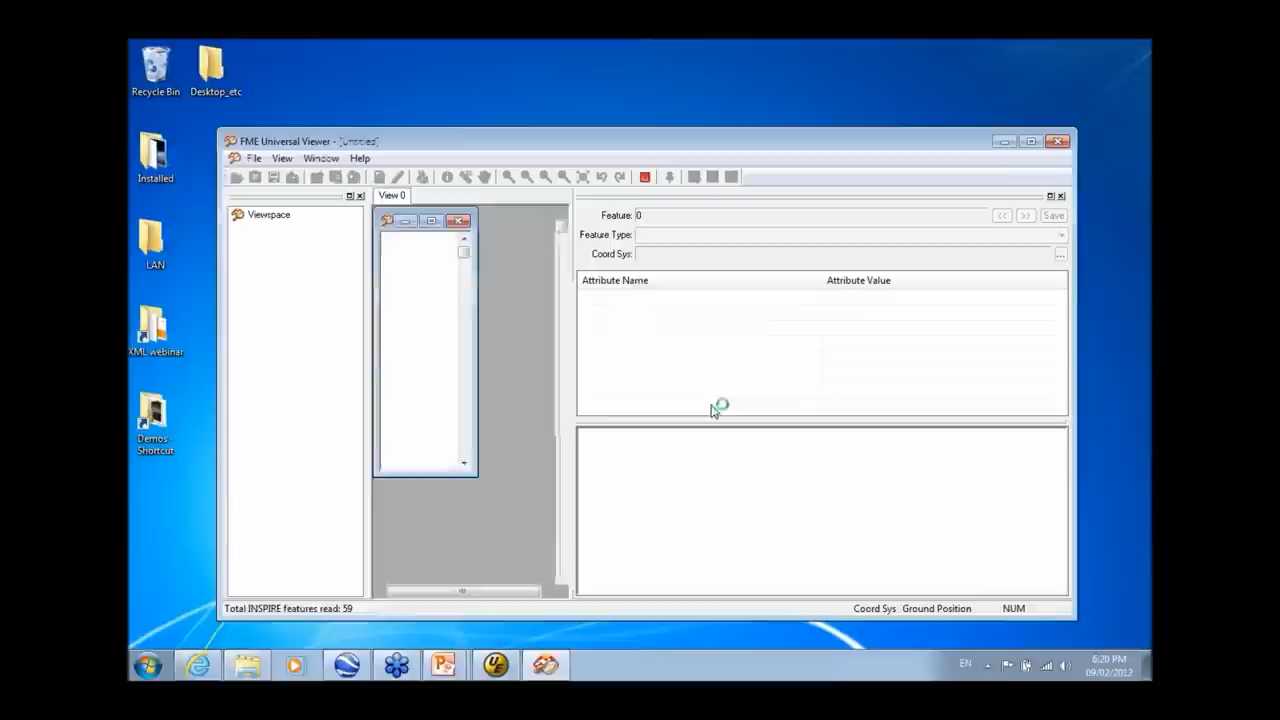 Recycle Bin
Desktop_etc
Installed
LAN
XML webinar
Demos - Shortcut
FME Universal Viewer - [Untitled]
File View Window Help
Viewspace
View 0
Feature: 0
<< >> Save
Feature Type:
Coord Sys:
...
Attribute Name Attribute Value
Total INSPIRE features read: 59
Coord Sys Ground Position NUM
EN
6:20 PM
09/02/2012